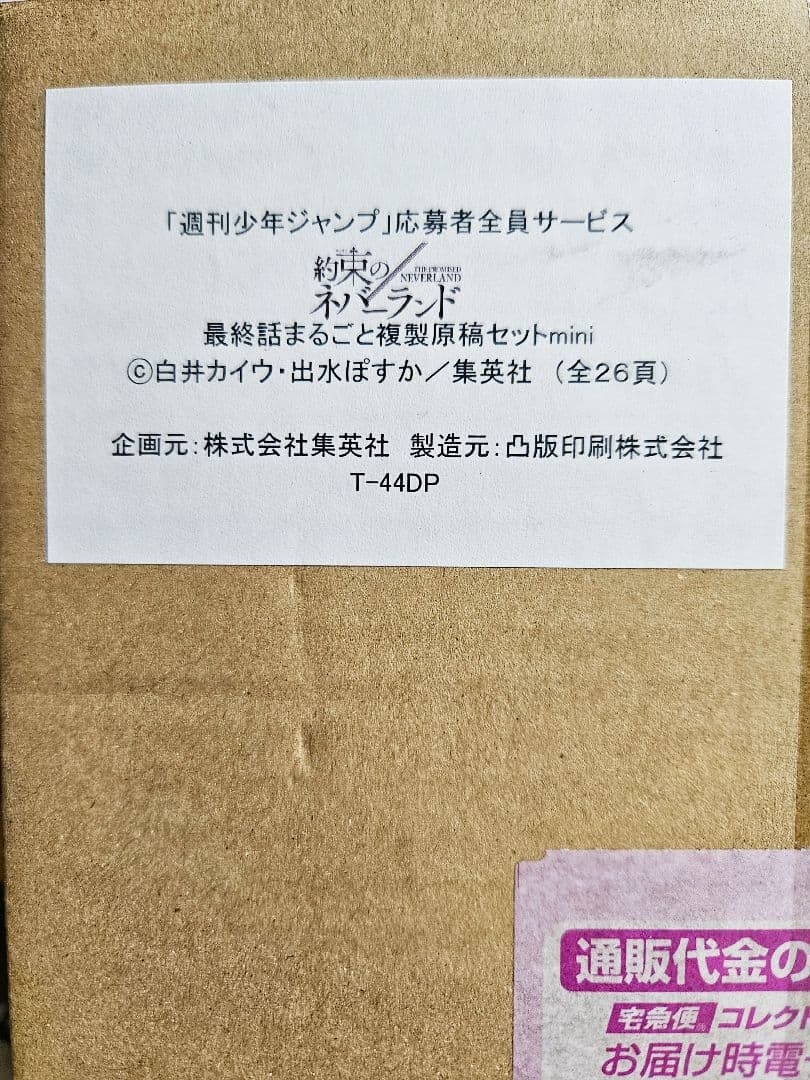 「週刊少年ジャンプ」応募者全員サービス
約束の
THE PROMISED
NEVERLAND
ネバーランド
最終話まるごと複製原稿セットmini
©白井カイウ・出水ぽすか／集英社 （全26頁）
企画元：株式会社集英社 製造元：凸版印刷株式会社
T-44DP
通販代金の
宅急便 コレクト
お届け時電